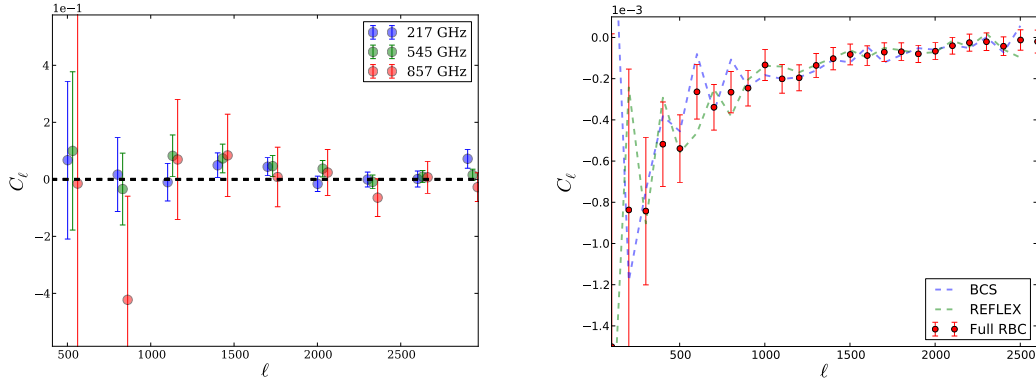 1e−1
217 GHz
545 GHz
857 GHz
4
2
0
−2
−4
Cℓ
500
1000
1500
2000
2500
ℓ
1e−3
0.0
−0.2
−0.4
−0.6
−0.8
−1.0
−1.2
−1.4
Cℓ
BCS
REFLEX
Full RBC
500
1000
1500
2000
2500
ℓ